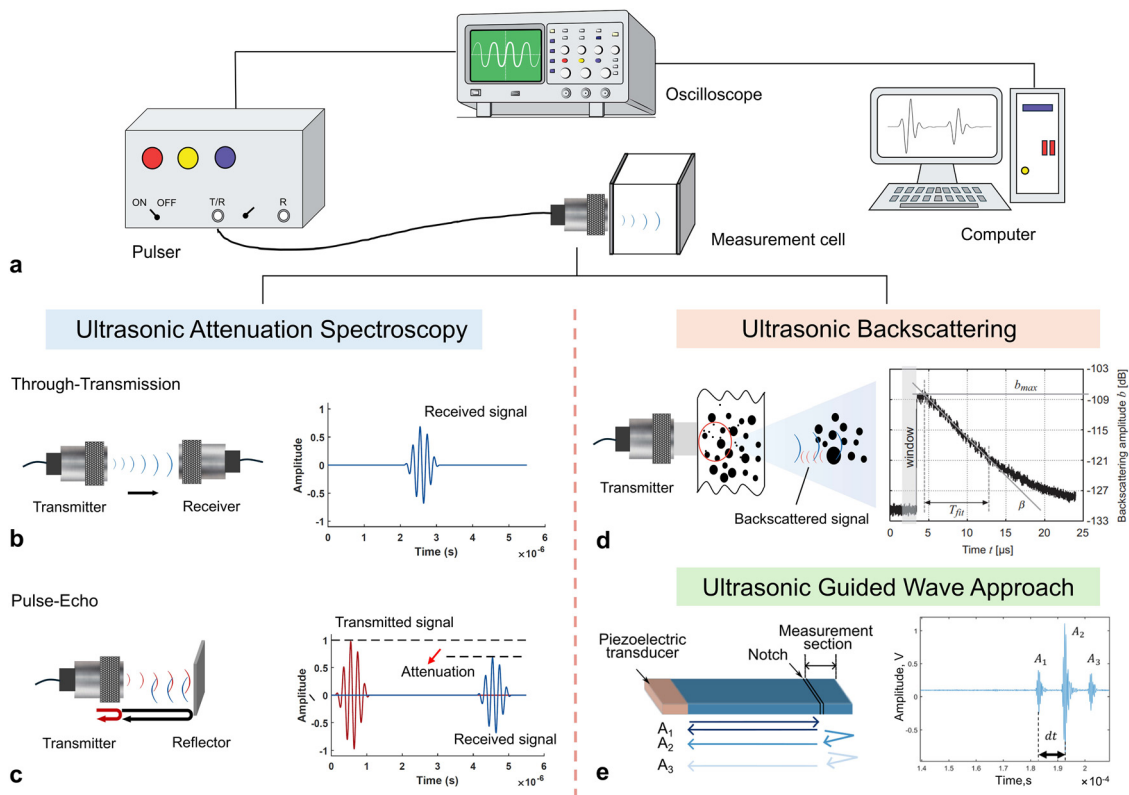 Oscilloscope
ON OFF T/R R
Pulser
Measurement cell
Computer
a
Ultrasonic Attenuation Spectroscopy
Through-Transmission
Transmitter
Receiver
b
Received signal
Amplitude
1
0.5
0
-0.5
-1
0 1 2 3 4 5 6
Time (s)
×10⁻⁶
Pulse-Echo
Transmitter
Reflector
c
Transmitted signal
Attenuation
Received signal
Amplitude
1
0.5
0
-0.5
-1
0 1 2 3 4 5 6
Time (s)
×10⁻⁶
Ultrasonic Backscattering
Transmitter
Backscattered signal
d
window
b_max
T_fit
β
-103
-109
-115
-121
-127
-133
Backscattering amplitude b [dB]
0 5 10 15 20 25
Time t [µs]
Ultrasonic Guided Wave Approach
Piezoelectric
transducer
Notch
Measurement
section
A₁
A₂
A₃
e
Amplitude, V
1
0.5
0
-0.5
A₁
A₂
A₃
dt
1.4 1.5 1.6 1.7 1.8 1.9 2
Time,s
×10⁻⁴